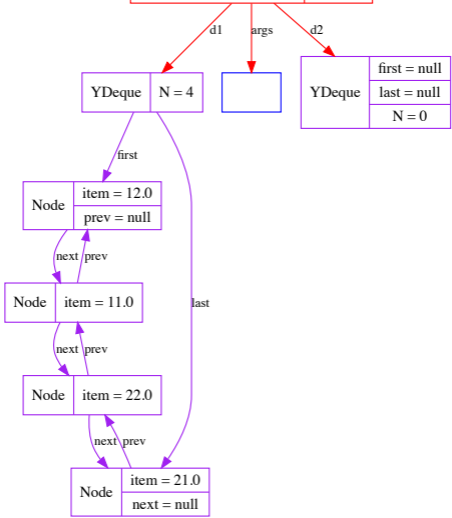 d1
args
d2
YDeque
N = 4
YDeque
first = null
last = null
N = 0
first
Node
item = 12.0
prev = null
next
prev
Node
item = 11.0
last
next
prev
Node
item = 22.0
next
prev
Node
item = 21.0
next = null